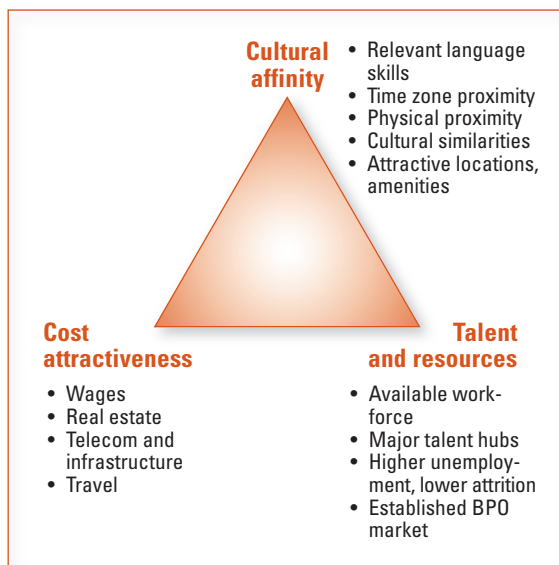 Cultural
affinity
• Relevant language
skills
• Time zone proximity
• Physical proximity
• Cultural similarities
• Attractive locations,
amenities
Cost
attractiveness
• Wages
• Real estate
• Telecom and
infrastructure
• Travel
Talent
and resources
• Available work-
force
• Major talent hubs
• Higher unemploy-
ment, lower attrition
• Established BPO
market